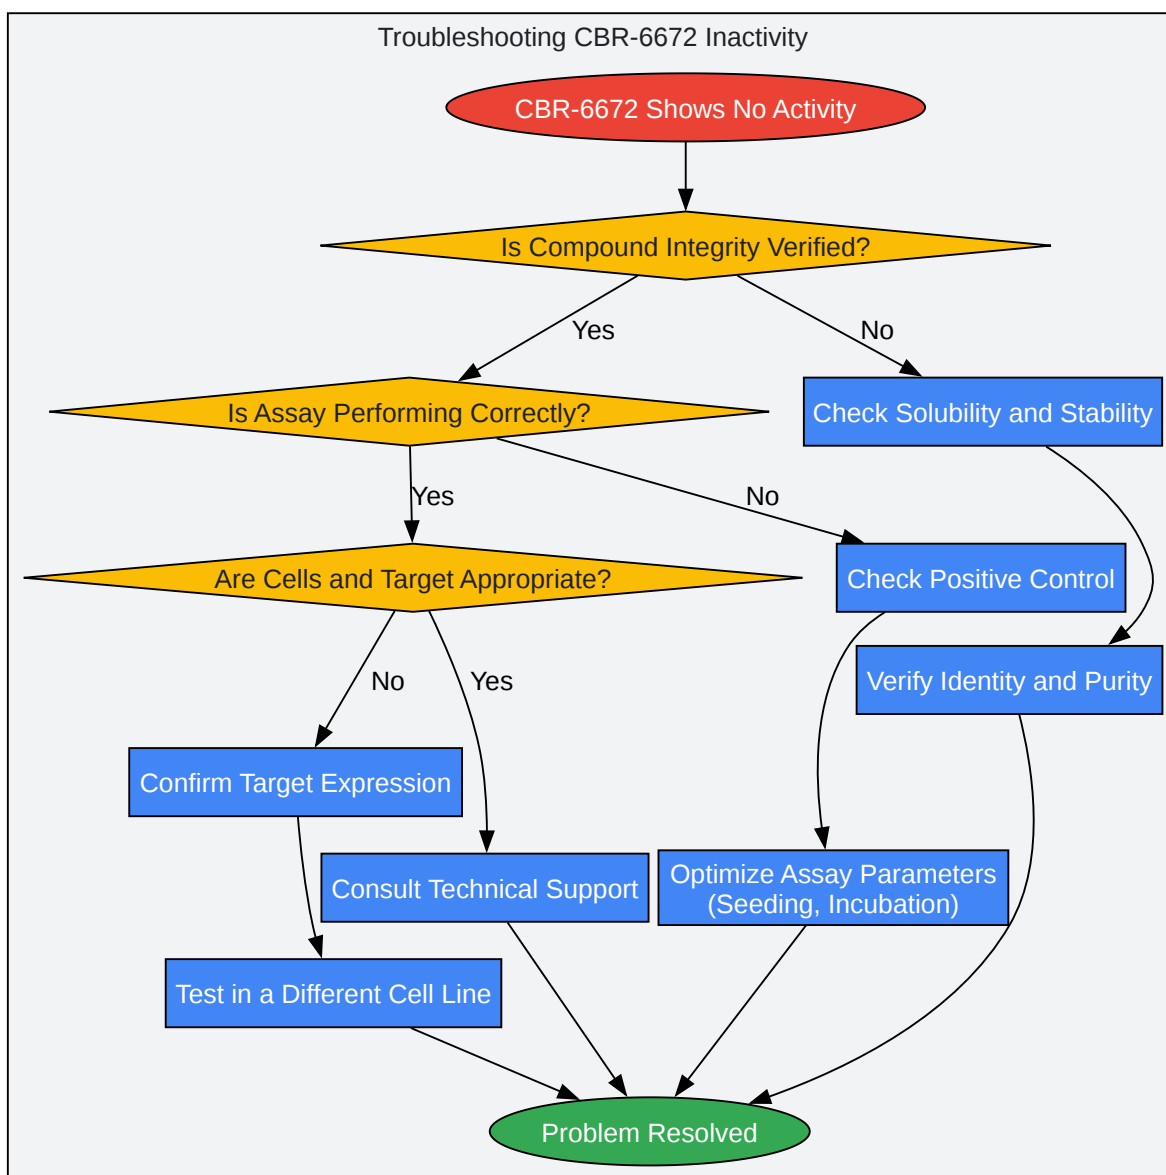 Troubleshooting CBR-6672 Inactivity
CBR-6672 Shows No Activity
Is Compound Integrity Verified?
Yes
No
Is Assay Performing Correctly?
Check Solubility and Stability
Yes
No
Are Cells and Target Appropriate?
Check Positive Control
No
Yes
Verify Identity and Purity
Confirm Target Expression
Consult Technical Support
Optimize Assay Parameters
(Seeding, Incubation)
Test in a Different Cell Line
Problem Resolved